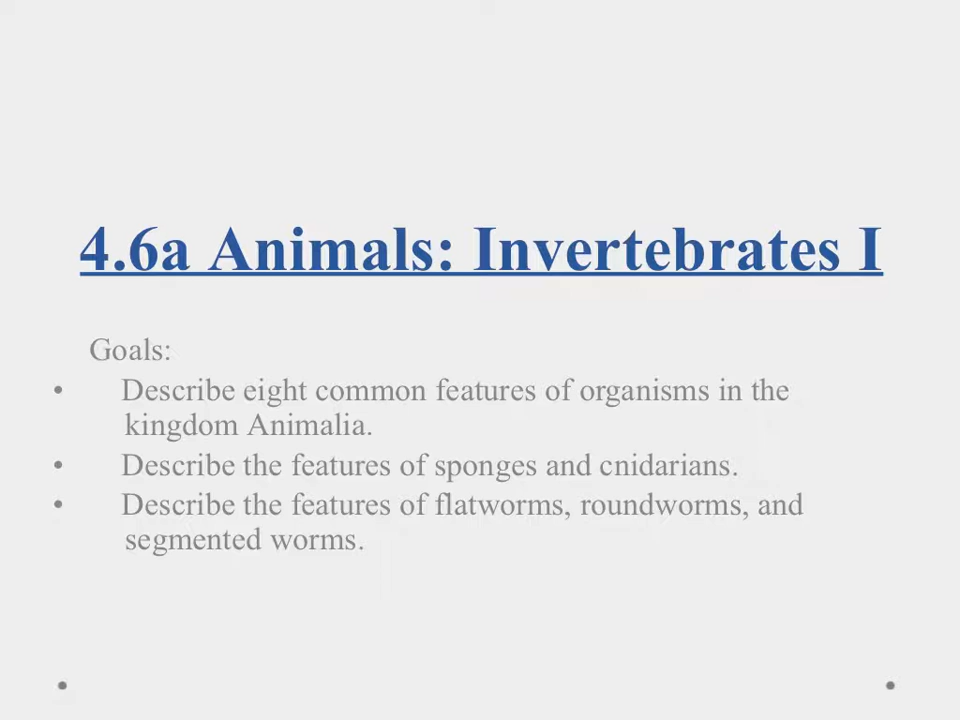 4.6a Animals: Invertebrates I
Goals:
• Describe eight common features of organisms in the
kingdom Animalia.
• Describe the features of sponges and cnidarians.
• Describe the features of flatworms, roundworms, and
segmented worms.